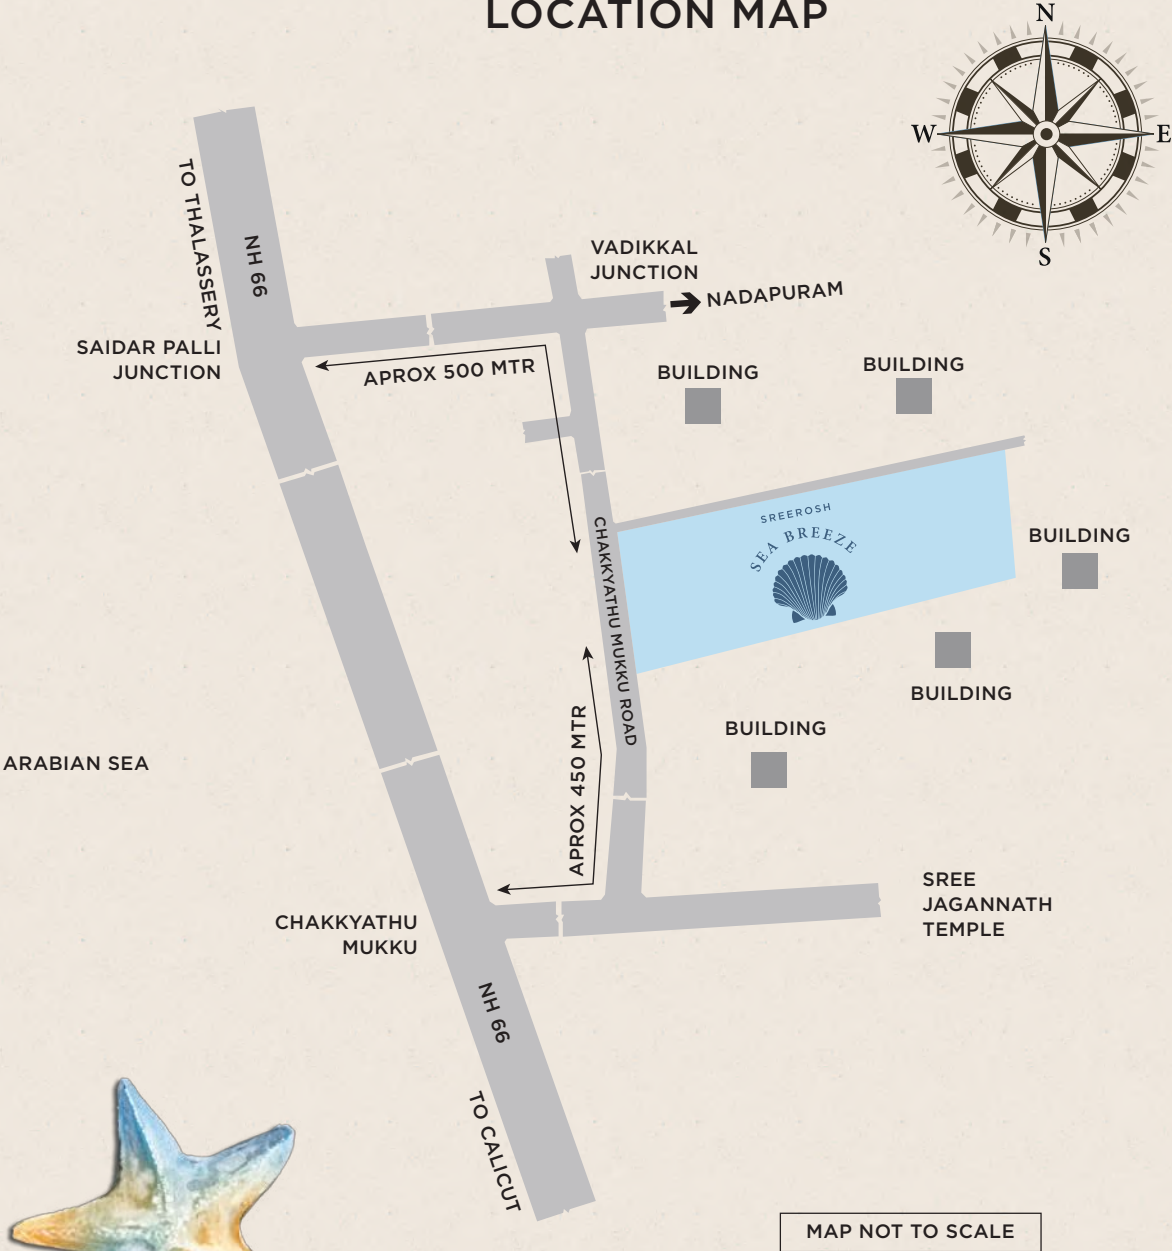 LOCATION MAP
N
W
E
S
TO THALASSERY
NH 66
VADIKKAL
JUNCTION
NADAPURAM
SAIDAR PALLI
JUNCTION
APROX 500 MTR
BUILDING
BUILDING
SREEROSH
SEA BREEZE
CHAKKYATHU MUKKU ROAD
BUILDING
BUILDING
BUILDING
APROX 450 MTR
ARABIAN SEA
SREE
JAGANNATH
TEMPLE
CHAKKYATHU
MUKKU
NH 66
TO CALICUT
MAP NOT TO SCALE